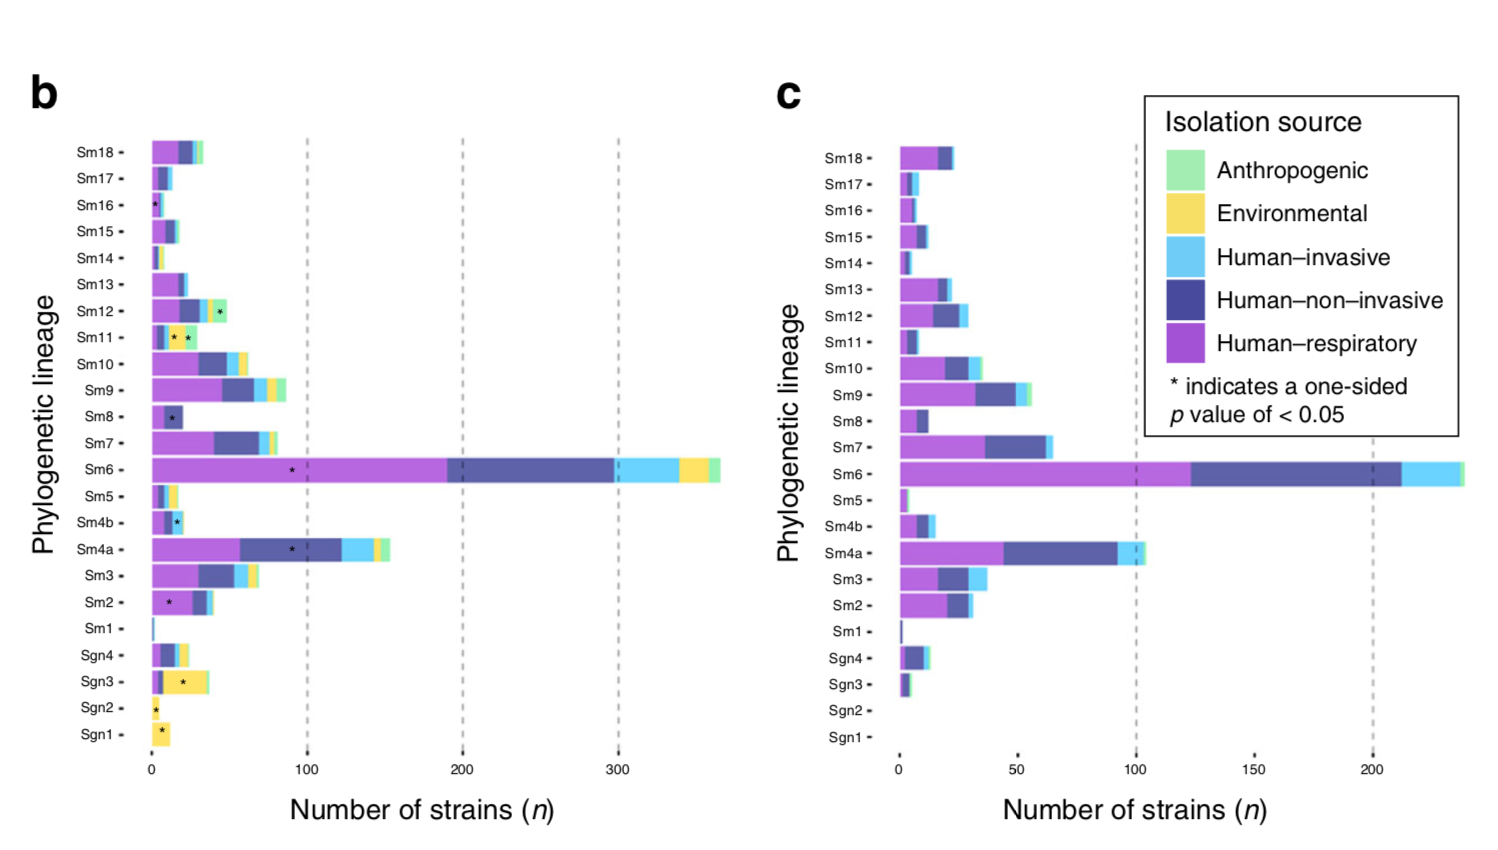 b
Phylogenetic lineage
Sm18
Sm17
Sm16
*
Sm15
Sm14
Sm13
Sm12
*
Sm11
* *
Sm10
Sm9
Sm8
*
Sm7
Sm6
*
Sm5
Sm4b
*
Sm4a
*
Sm3
Sm2
*
Sm1
Sgn4
Sgn3
*
Sgn2
*
Sgn1
*
0 100 200 300
Number of strains (n)
c
Phylogenetic lineage
Sm18
Sm17
Sm16
Sm15
Sm14
Sm13
Sm12
Sm11
Sm10
Sm9
Sm8
Sm7
Sm6
Sm5
Sm4b
Sm4a
Sm3
Sm2
Sm1
Sgn4
Sgn3
Sgn2
Sgn1
0 50 100 150 200
Number of strains (n)
Isolation source
Anthropogenic
Environmental
Human–invasive
Human–non–invasive
Human–respiratory
* indicates a one-sided
p value of < 0.05